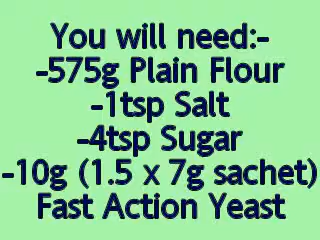 You will need:-
-575g Plain Flour
-1tsp Salt
-4tsp Sugar
-10g (1.5 x 7g sachet)
Fast Action Yeast